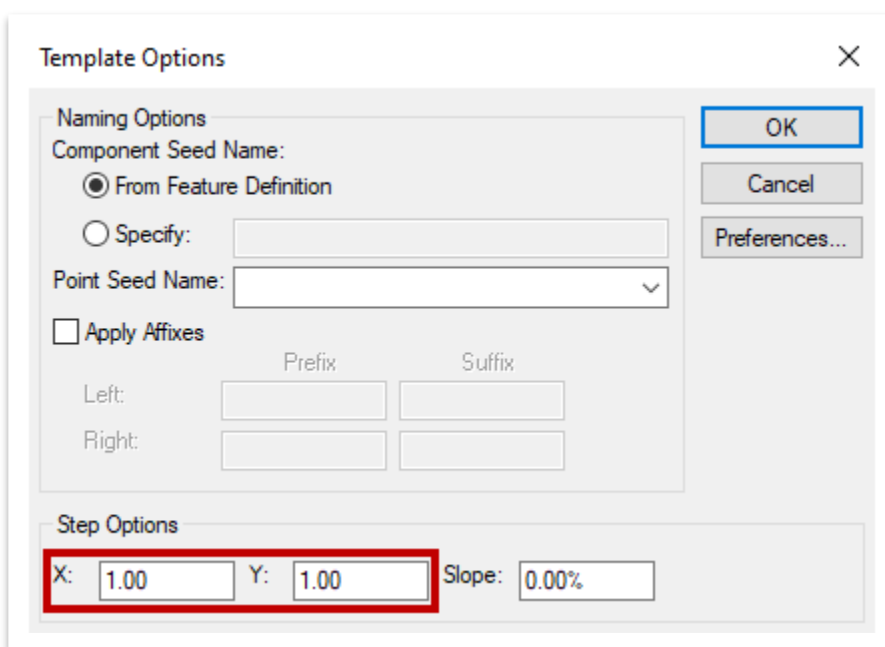 Template Options
Naming Options
OK
Component Seed Name:
From Feature Definition
Cancel
Specify:
Preferences...
Point Seed Name:
Apply Affixes
Prefix Suffix
Left:
Right:
Step Options
X: 1.00 Y: 1.00 Slope: 0.00%